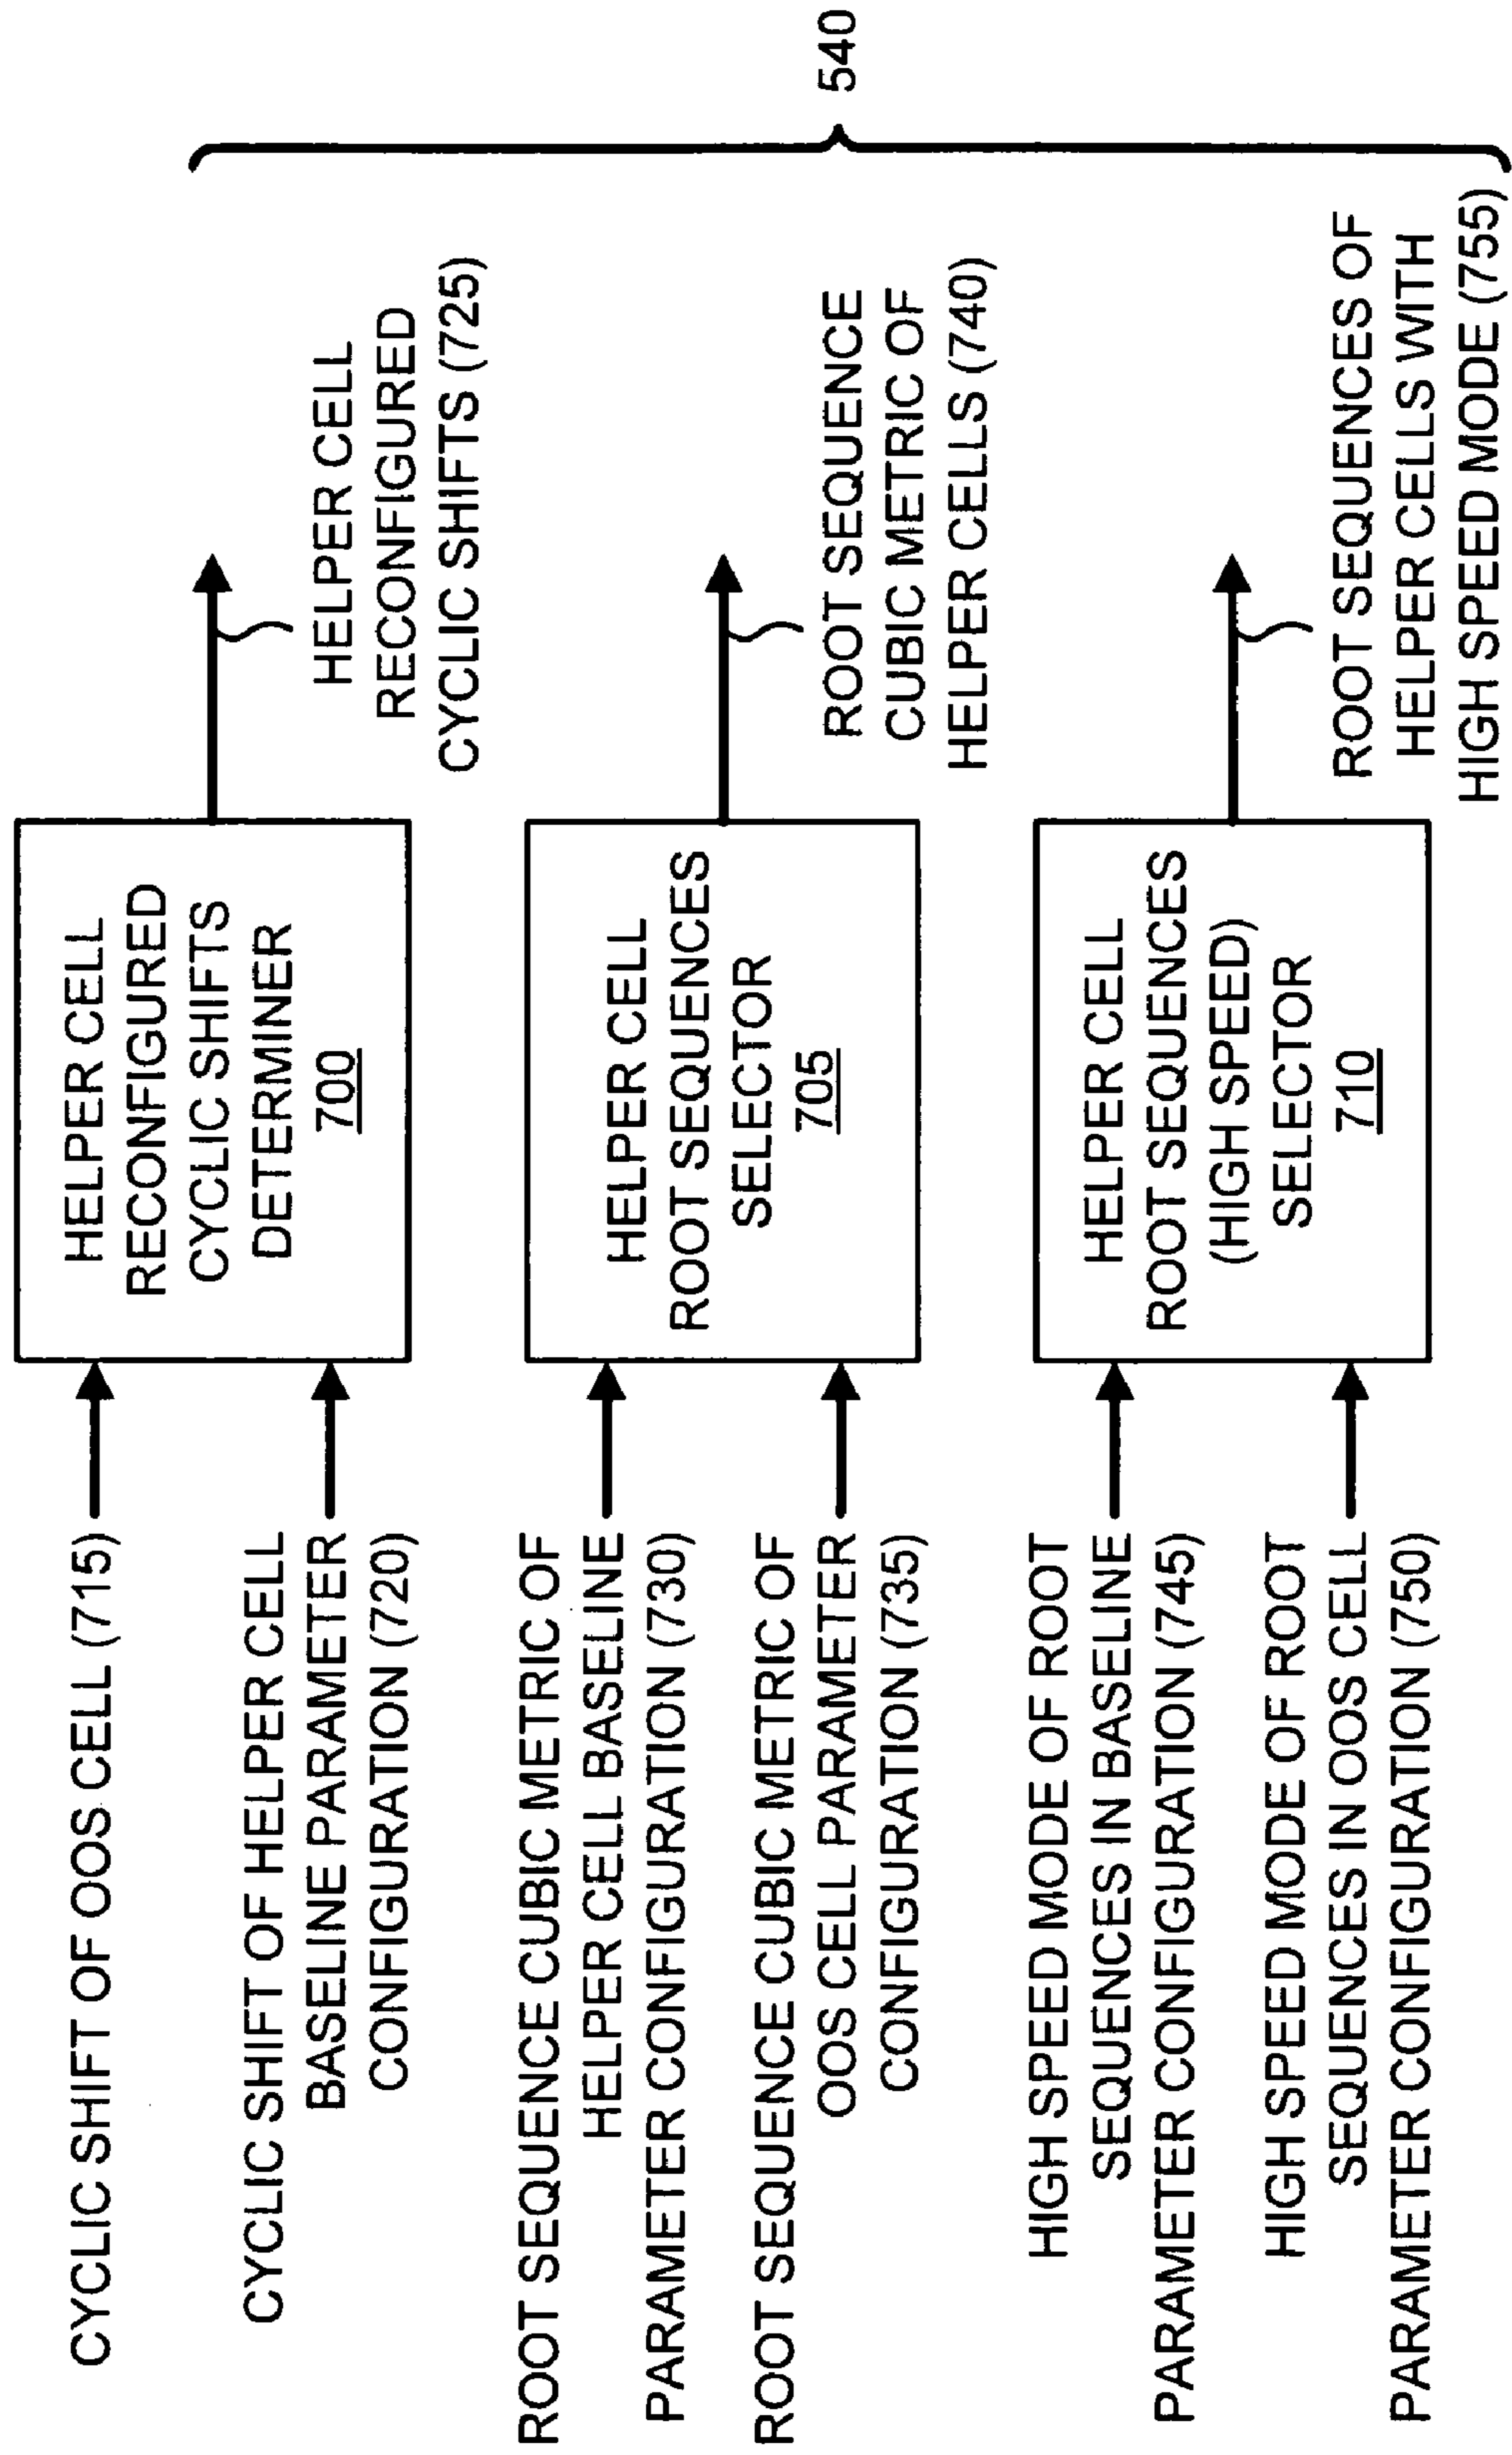 CYCLIC SHIFT OF OOS CELL (715)
CYCLIC SHIFT OF HELPER CELL
BASELINE PARAMETER
CONFIGURATION (720)
HELPER CELL
RECONFIGURED
CYCLIC SHIFTS
DETERMINER
700
HELPER CELL
RECONFIGURED
CYCLIC SHIFTS (725)
ROOT SEQUENCE CUBIC METRIC OF
HELPER CELL BASELINE
PARAMETER CONFIGURATION (730)
ROOT SEQUENCE CUBIC METRIC OF
OOS CELL PARAMETER
CONFIGURATION (735)
HELPER CELL
ROOT SEQUENCES
SELECTOR
705
ROOT SEQUENCE
CUBIC METRIC OF
HELPER CELLS (740)
HIGH SPEED MODE OF ROOT
SEQUENCES IN BASELINE
PARAMETER CONFIGURATION (745)
HIGH SPEED MODE OF ROOT
SEQUENCES IN OOS CELL
PARAMETER CONFIGURATION (750)
HELPER CELL
ROOT SEQUENCES
(HIGH SPEED)
SELECTOR
710
ROOT SEQUENCES OF
HELPER CELLS WITH
HIGH SPEED MODE (755)
540